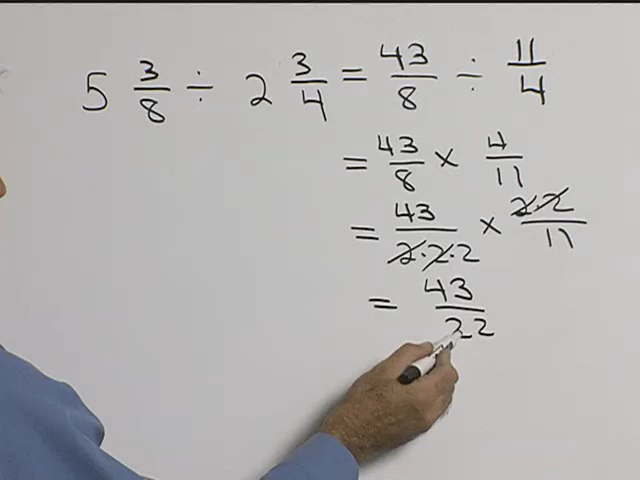 5 3/8 ÷ 2 3/4 = 43/8 ÷ 11/4
= 43/8 × 4/11
= 43/2·2·2 × 2·2/11
= 43/22